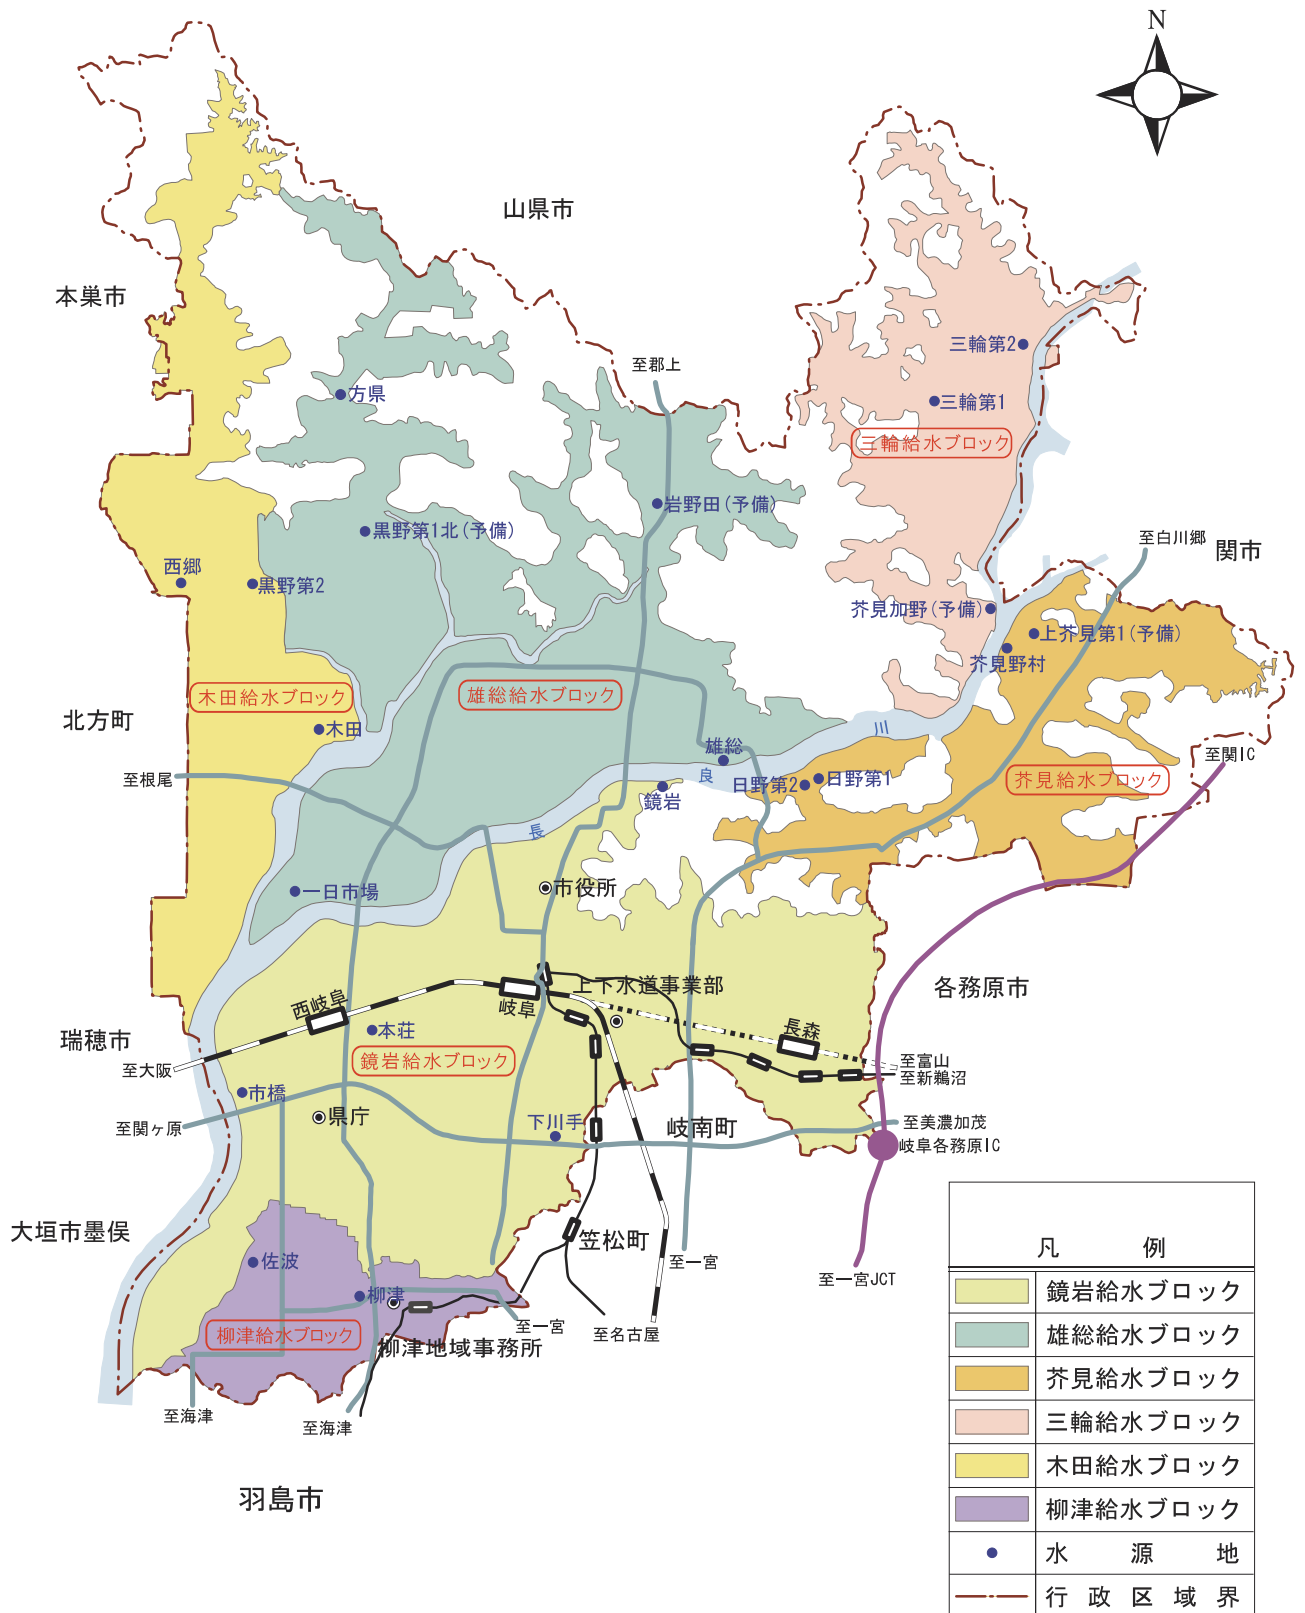 N
山県市
本巣市
至郡上
三輪第2
方県
三輪第1
三輪給水ブロック
岩野田(予備)
黒野第1北(予備)
至白川郷
関市
西郷
黒野第2
芥見加野(予備)
上芥見第1(予備)
芥見野村
木田給水ブロック
雄総給水ブロック
北方町
木田
川
雄総
至関IC
至根尾
良
日野第2
日野第1
芥見給水ブロック
鏡岩
長
一日市場
市役所
上下水道事業部
各務原市
西岐阜
岐阜
本荘
長森
瑞穂市
鏡岩給水ブロック
至大阪
至富山
至新鵜沼
市橋
県庁
下川手
岐南町
至関ヶ原
至美濃加茂
岐阜各務原IC
大垣市墨俣
笠松町
佐波
至一宮
至一宮JCT
柳津
柳津給水ブロック
至一宮
至名古屋
柳津地域事務所
至海津
至海津
羽島市
凡例
鏡岩給水ブロック
雄総給水ブロック
芥見給水ブロック
三輪給水ブロック
木田給水ブロック
柳津給水ブロック
水源地
行政区域界